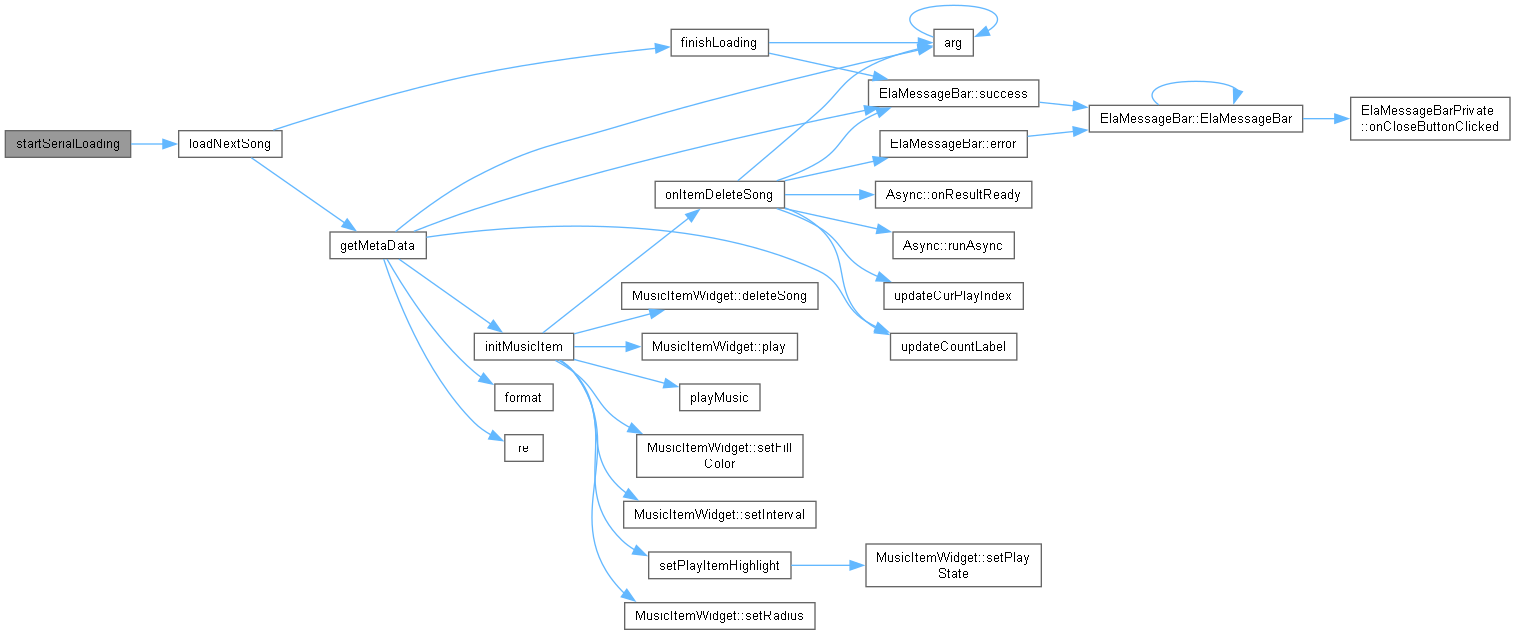 startSerialLoading
loadNextSong
finishLoading
getMetaData
arg
ElaMessageBar::success
ElaMessageBar::error
ElaMessageBar::ElaMessageBar
ElaMessageBarPrivate
::onCloseButtonClicked
onItemDeleteSong
Async::onResultReady
Async::runAsync
updateCurPlayIndex
updateCountLabel
initMusicItem
MusicItemWidget::deleteSong
MusicItemWidget::play
playMusic
format
re
MusicItemWidget::setFill
Color
MusicItemWidget::setInterval
setPlayItemHighlight
MusicItemWidget::setPlay
State
MusicItemWidget::setRadius